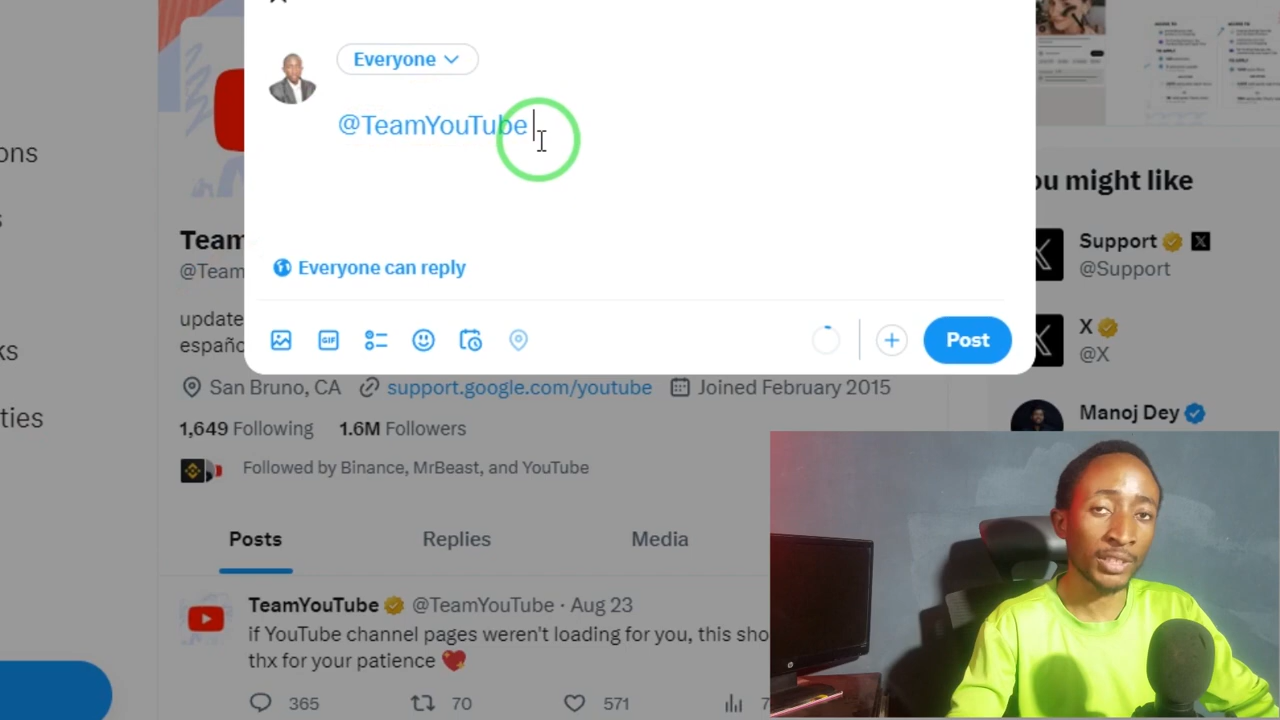 Everyone
@TeamYouTube
Everyone can reply
GIF
Post
ons
ks
ties
Team
@Team
update
españo
San Bruno, CA support.google.com/youtube Joined February 2015
1,649 Following 1.6M Followers
Followed by Binance, MrBeast, and YouTube
Posts Replies Media
TeamYouTube @TeamYouTube · Aug 23
if YouTube channel pages weren't loading for you, this sho
thx for your patience
365 70 571 7
ou might like
Support
@Support
X
@X
Manoj Dey